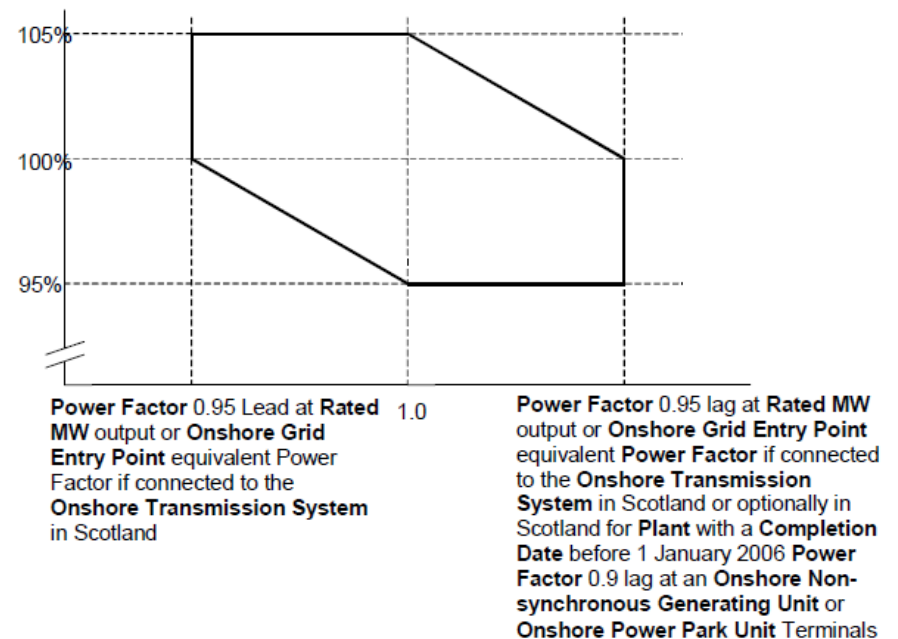 105%
100%
95%
Power Factor 0.95 Lead at Rated
MW output or Onshore Grid
Entry Point equivalent Power
Factor if connected to the
Onshore Transmission System
in Scotland
1.0
Power Factor 0.95 lag at Rated MW
output or Onshore Grid Entry Point
equivalent Power Factor if connected
to the Onshore Transmission
System in Scotland or optionally in
Scotland for Plant with a Completion
Date before 1 January 2006 Power
Factor 0.9 lag at an Onshore Non-
synchronous Generating Unit or
Onshore Power Park Unit Terminals